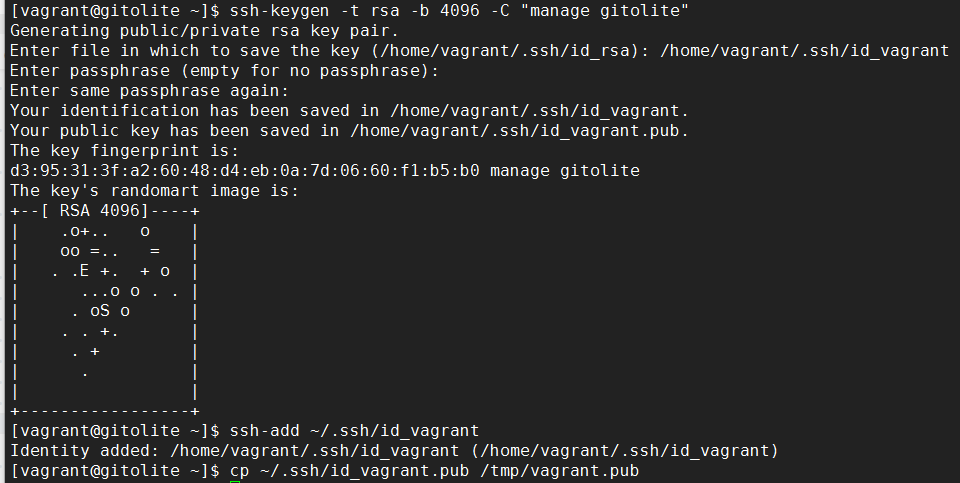 [vagrant@gitolite ~]$ ssh-keygen -t rsa -b 4096 -C "manage gitolite"
Generating public/private rsa key pair.
Enter file in which to save the key (/home/vagrant/.ssh/id_rsa): /home/vagrant/.ssh/id_vagrant
Enter passphrase (empty for no passphrase):
Enter same passphrase again:
Your identification has been saved in /home/vagrant/.ssh/id_vagrant.
Your public key has been saved in /home/vagrant/.ssh/id_vagrant.pub.
The key fingerprint is:
d3:95:31:3f:a2:60:48:d4:eb:0a:7d:06:60:f1:b5:b0 manage gitolite
The key's randomart image is:
+--[ RSA 4096]----+
|    .o+..   o    |
|    oo =..   =   |
|   . .E +.  + o  |
|      ...o o . . |
|     . oS o      |
|    . . +.       |
|     . +         |
|      .          |
|                 |
+-----------------+
[vagrant@gitolite ~]$ ssh-add ~/.ssh/id_vagrant
Identity added: /home/vagrant/.ssh/id_vagrant (/home/vagrant/.ssh/id_vagrant)
[vagrant@gitolite ~]$ cp ~/.ssh/id_vagrant.pub /tmp/vagrant.pub